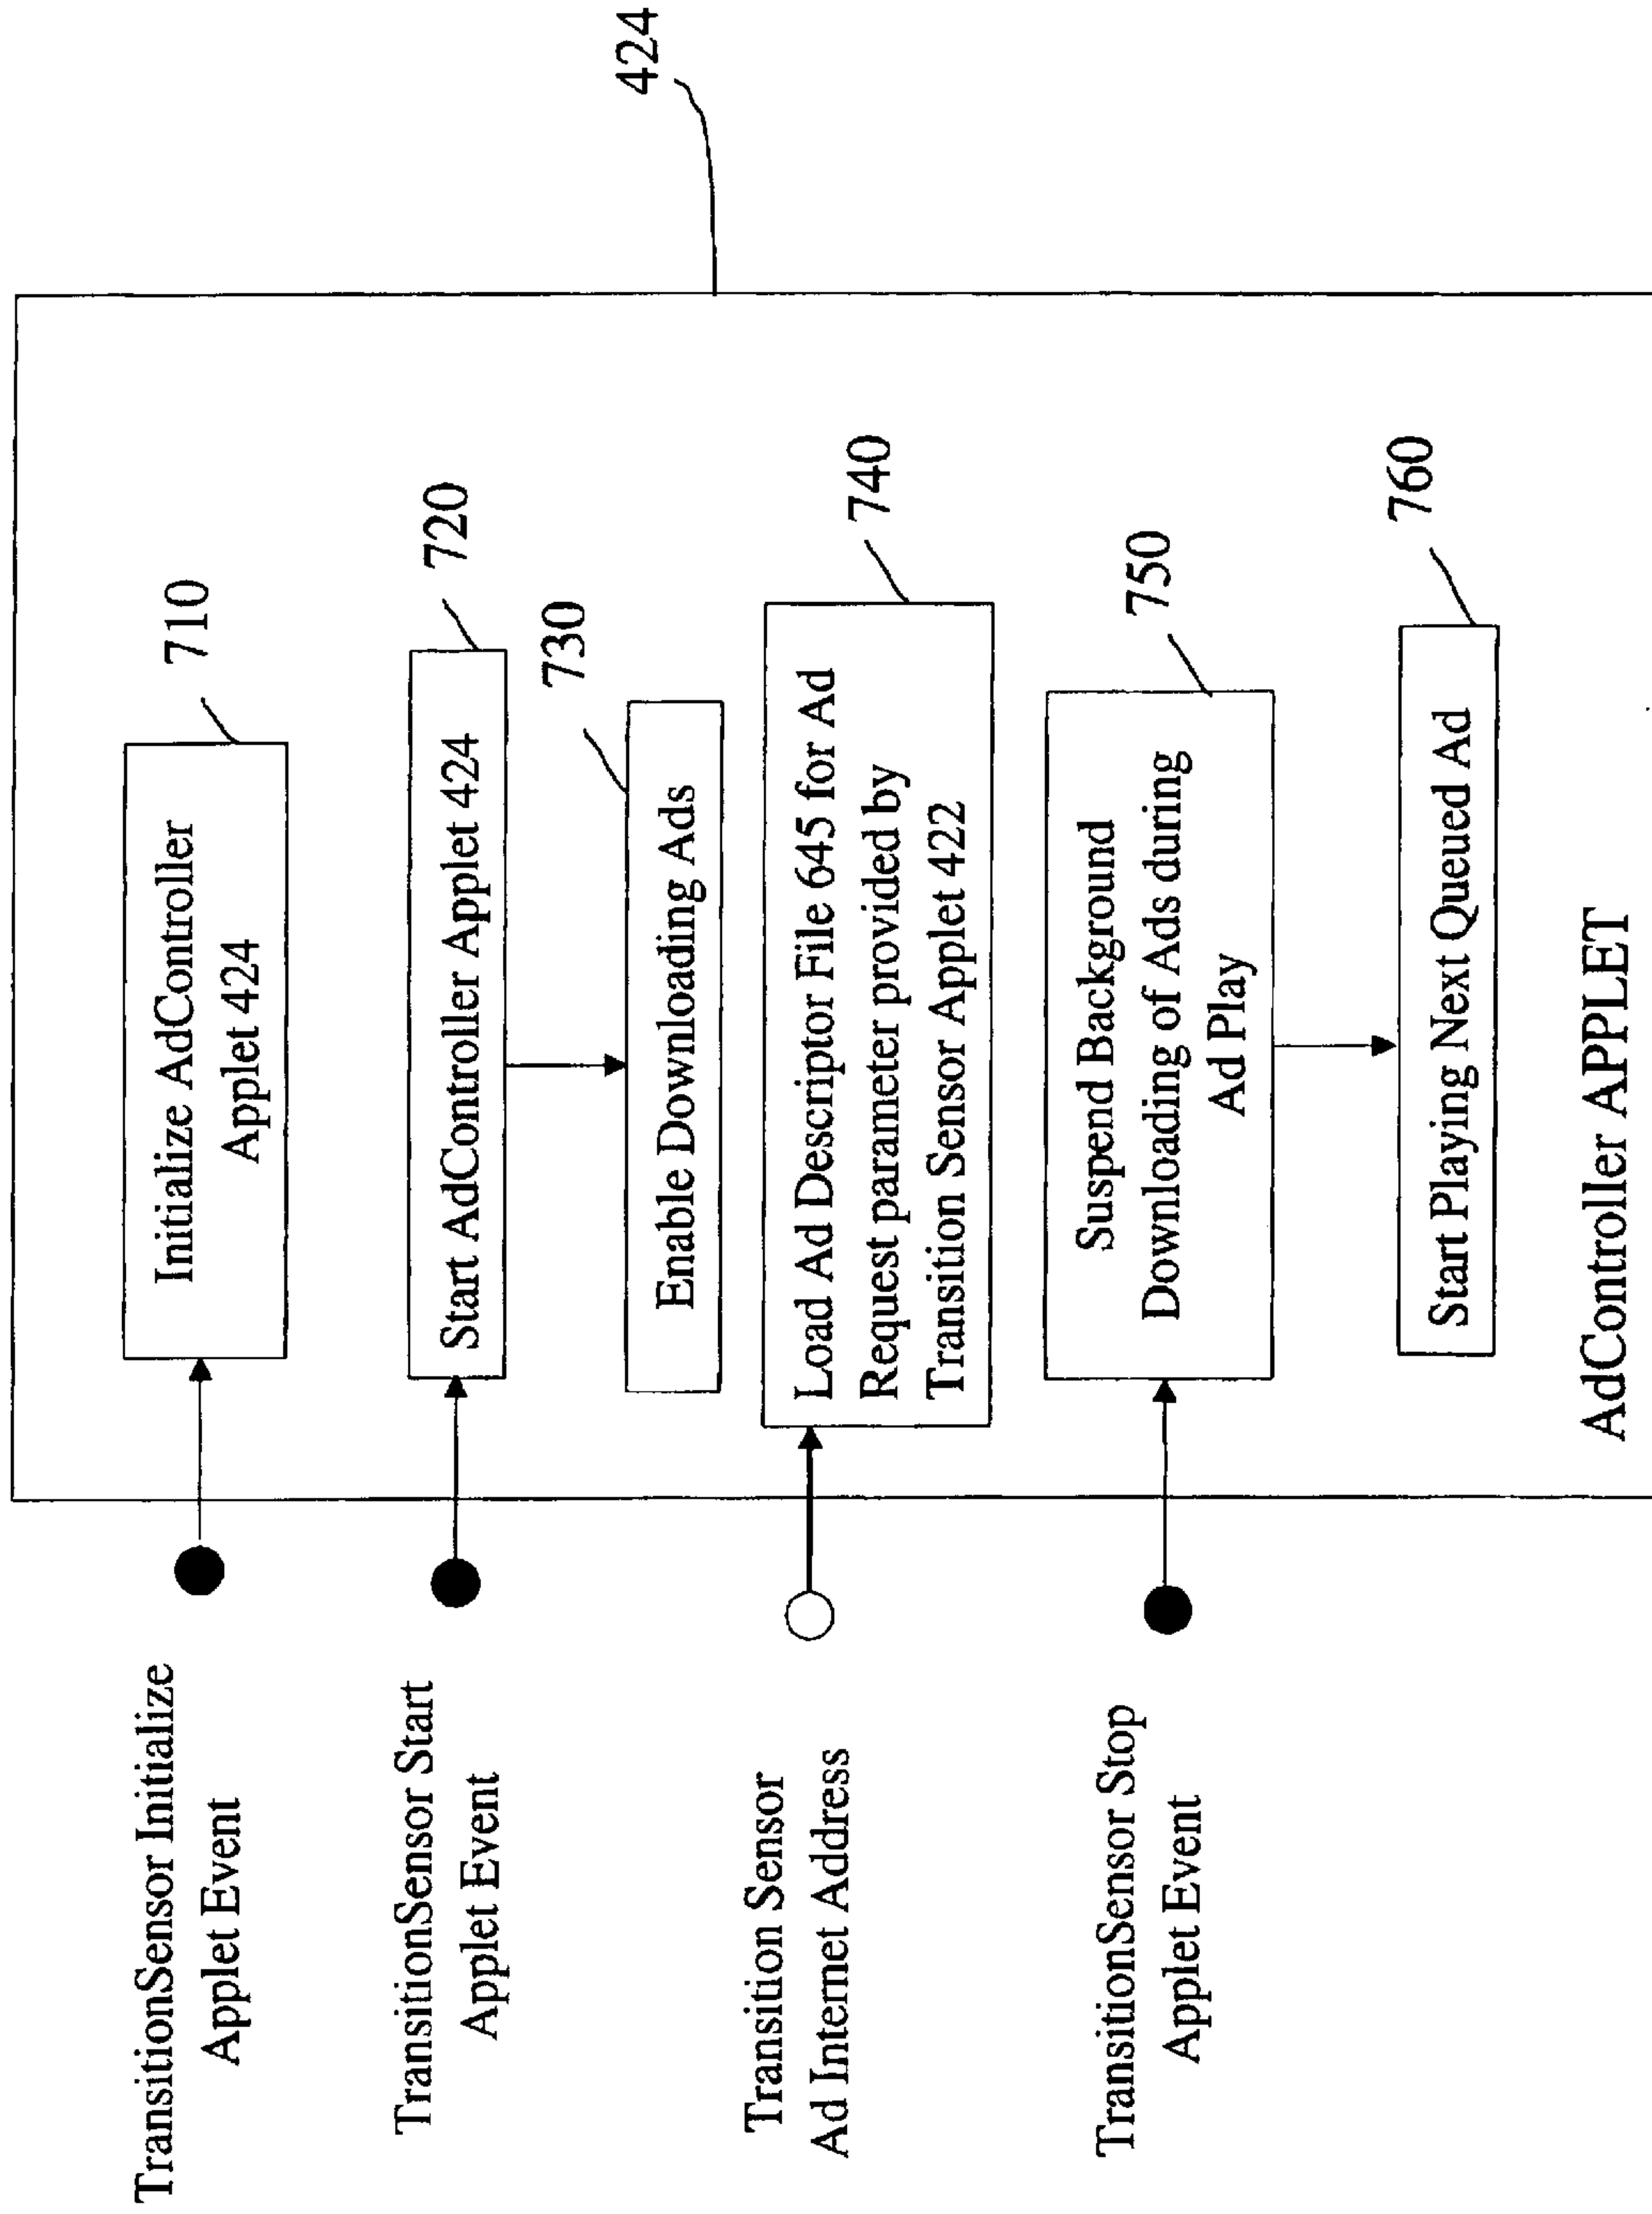 424
TransitionSensor Initialize
Applet Event
Initialize AdController
Applet 424
710
TransitionSensor Start
Applet Event
Start AdController Applet 424
720
730
Enable Downloading Ads
Transition Sensor
Ad Internet Address
Load Ad Descriptor File 645 for Ad
Request parameter provided by
Transition Sensor Applet 422
740
TransitionSensor Stop
Applet Event
Suspend Background
Downloading of Ads during
Ad Play
750
Start Playing Next Queued Ad
760
AdController APPLET